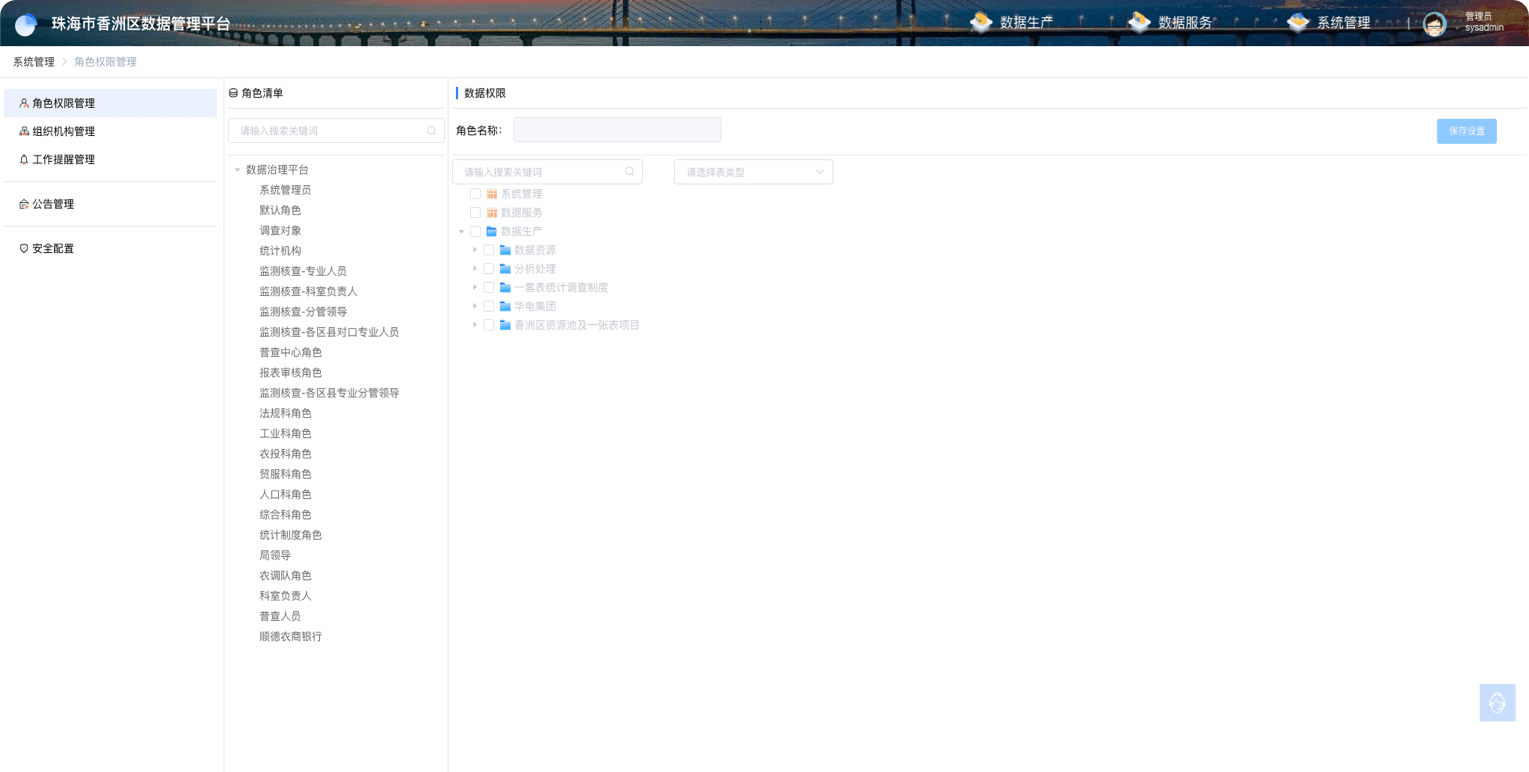 珠海市香洲区数据管理平台
数据生产
数据服务
系统管理
管理员
sysadmin
系统管理 > 角色权限管理
角色权限管理
组织机构管理
工作提醒管理
公告管理
安全配置
角色清单
请输入搜索关键词
数据治理平台
系统管理员
默认角色
调查对象
统计机构
监测核查-专业人员
监测核查-科室负责人
监测核查-分管领导
监测核查-各区县对口专业人员
普查中心角色
报表审核角色
监测核查-各区县专业分管领导
法规科角色
工业科角色
农投科角色
贸服科角色
人口科角色
综合科角色
统计制度角色
局领导
农调队角色
科室负责人
普查人员
顺德农商银行
数据权限
角色名称:
保存设置
请输入搜索关键词
请选择表类型
系统管理
数据服务
数据生产
数据资源
分析处理
一套表统计调查制度
华电集团
香洲区资源池及一张表项目